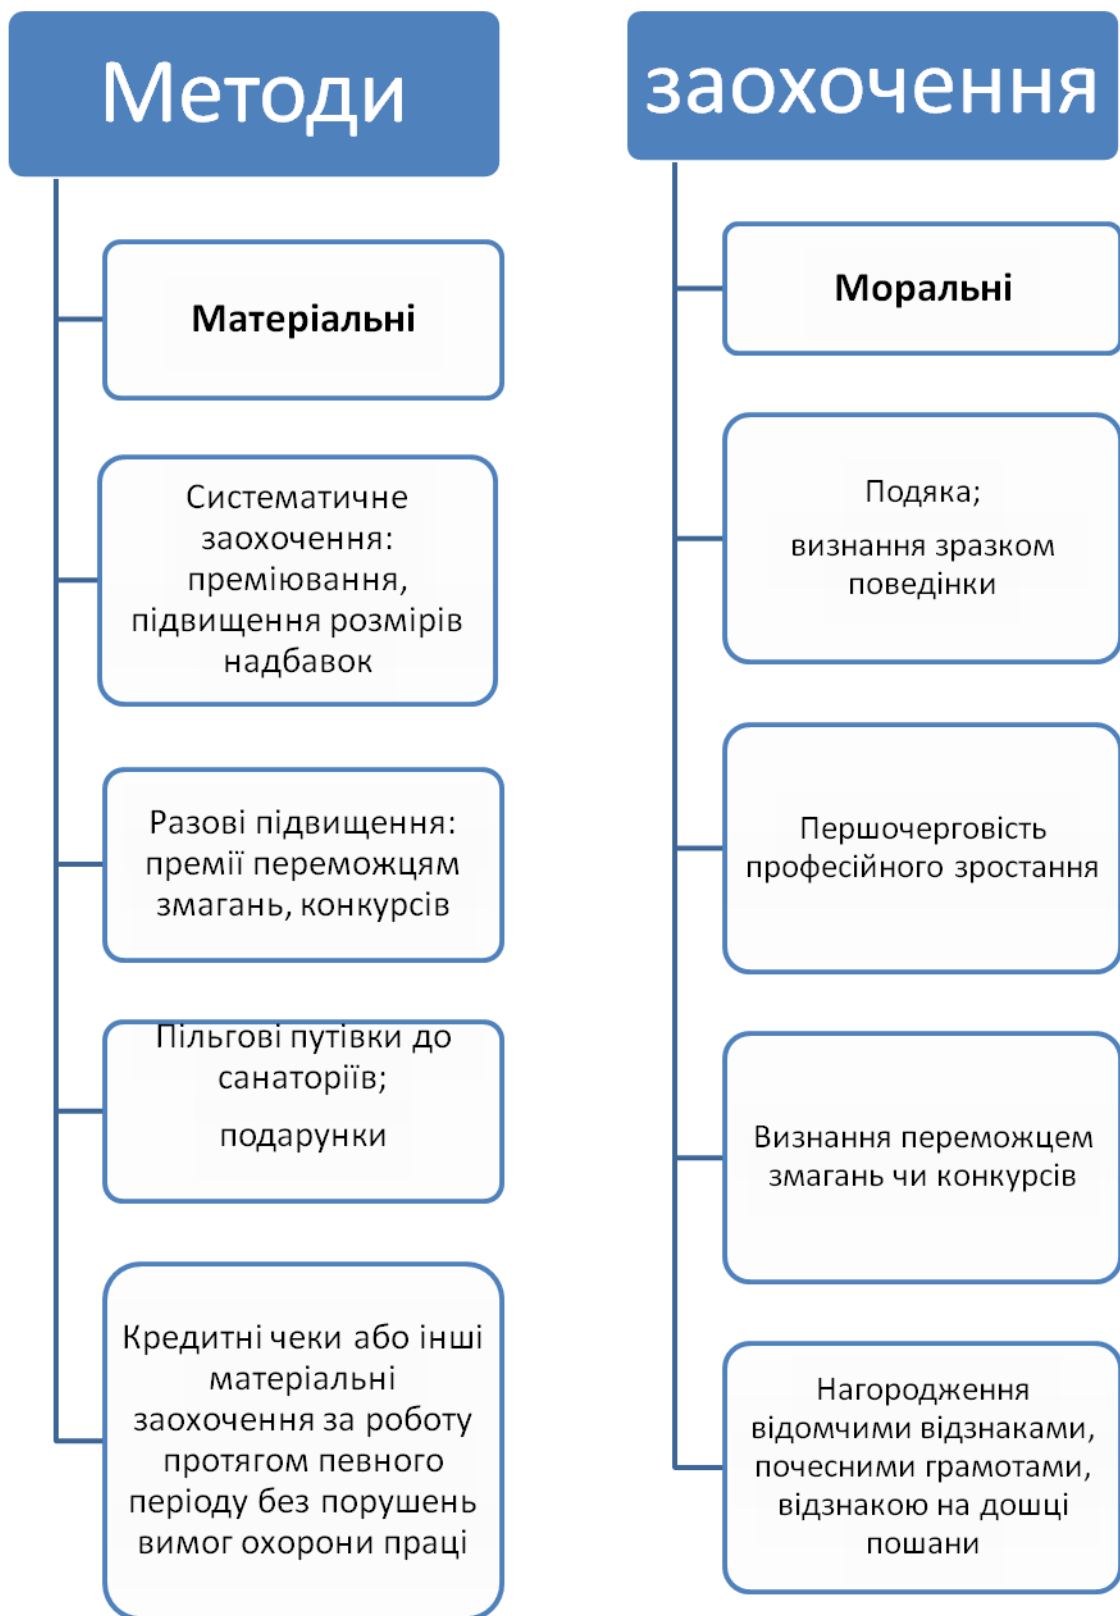 Методи
Матеріальні
Систематичне
заохочення:
преміювання,
підвищення розмірів
надбавок
Разові підвищення:
премії переможцям
змагань, конкурсів
Пільгові путівки до
санаторіїв;
подарунки
Кредитні чеки або інші
матеріальні
заохочення за роботу
протягом певного
періоду без порушень
вимог охорони праці
заохочення
Моральні
Подяка;
визнання зразком
поведінки
Першочерговість
професійного зростання
Визнання переможцем
змагань чи конкурсів
Нагородження
відомчими відзнаками,
почесними грамотами,
відзнакою на дошці
пошани